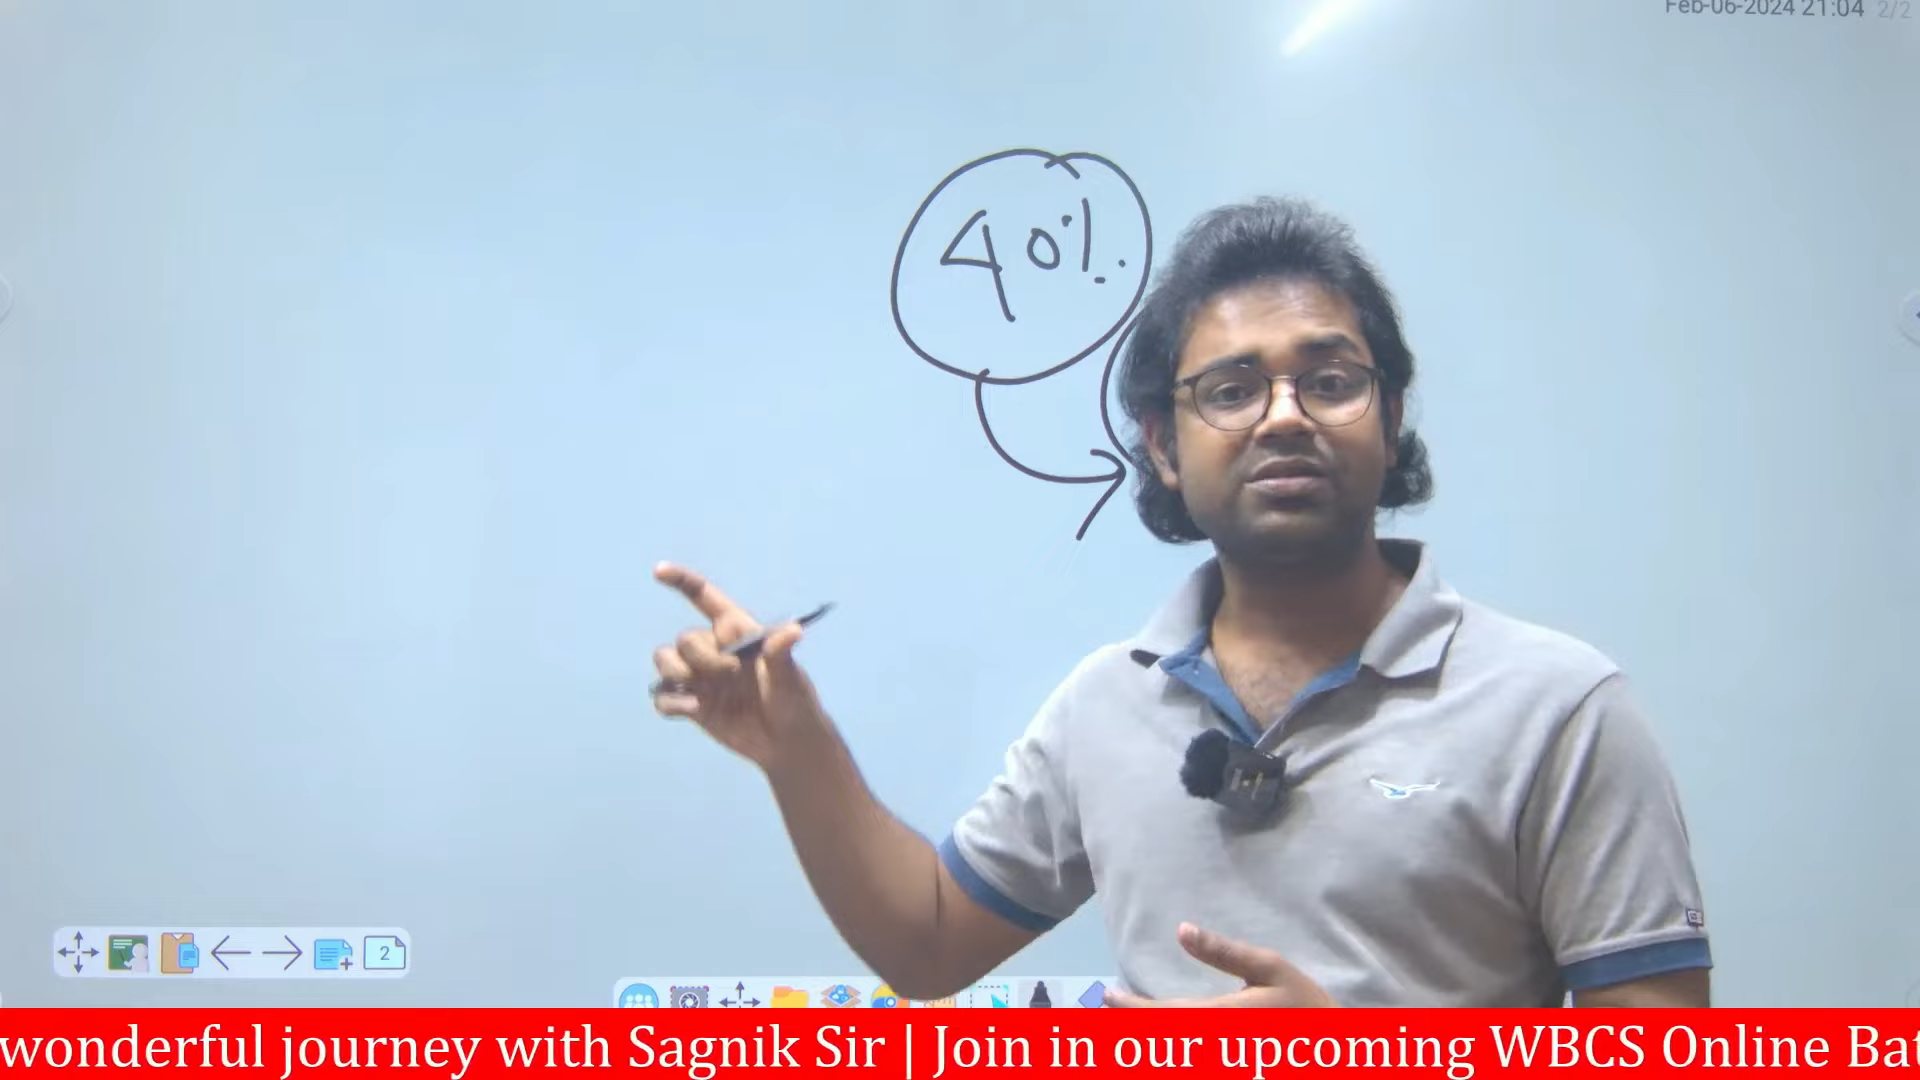 Feb-06-2024 21:04 2/2
40%.
2
wonderful journey with Sagnik Sir | Join in our upcoming WBCS Online Bat